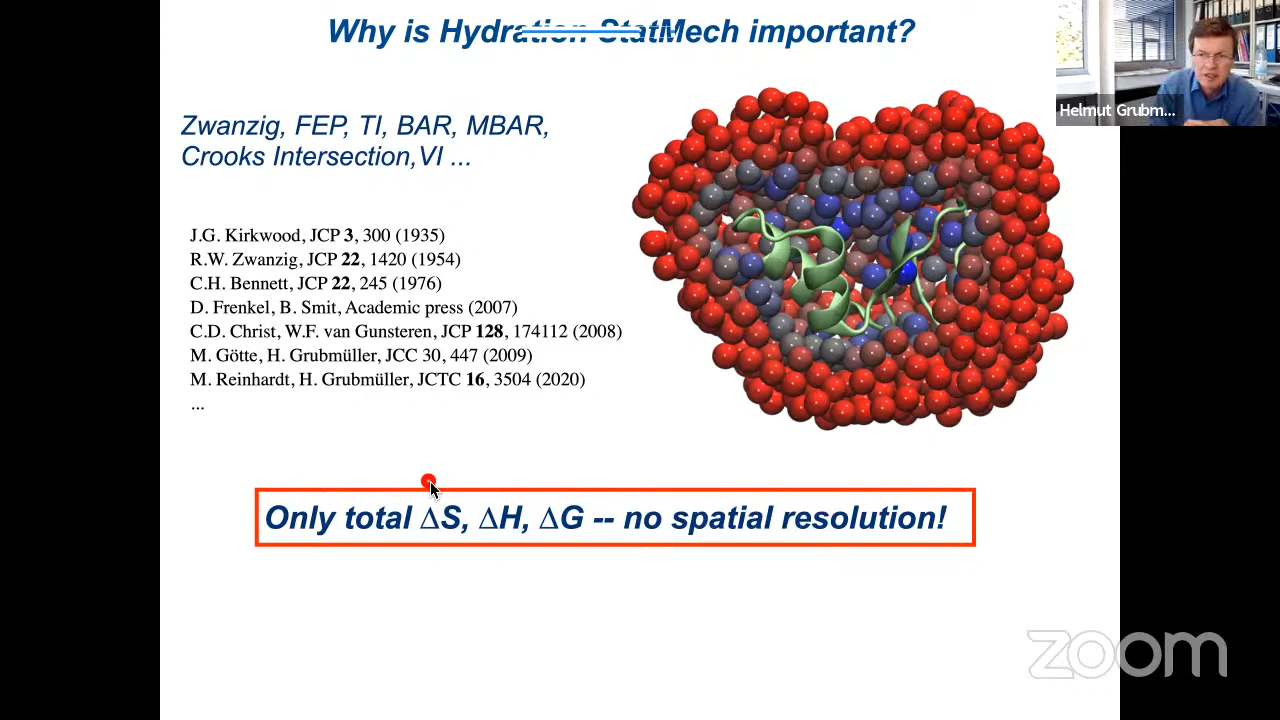 Why is Hydration StatMech important?
Helmut Grubm...
Zwanzig, FEP, TI, BAR, MBAR,
Crooks Intersection,VI ...
J.G. Kirkwood, JCP 3, 300 (1935)
R.W. Zwanzig, JCP 22, 1420 (1954)
C.H. Bennett, JCP 22, 245 (1976)
D. Frenkel, B. Smit, Academic press (2007)
C.D. Christ, W.F. van Gunsteren, JCP 128, 174112 (2008)
M. Götte, H. Grubmüller, JCC 30, 447 (2009)
M. Reinhardt, H. Grubmüller, JCTC 16, 3504 (2020)
...
Only total ΔS, ΔH, ΔG -- no spatial resolution!
zoom